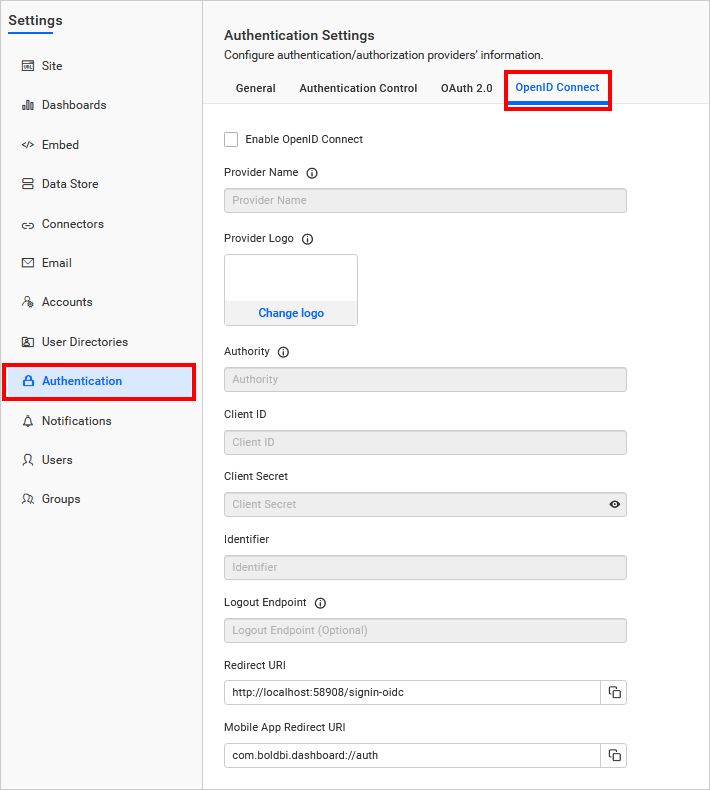 Settings
Site
Dashboards
Embed
Data Store
Connectors
Email
Accounts
User Directories
Authentication
Notifications
Users
Groups
Authentication Settings
Configure authentication/authorization providers' information.
General Authentication Control OAuth 2.0 OpenID Connect
Enable OpenID Connect
Provider Name
Provider Name
Provider Logo
Change logo
Authority
Authority
Client ID
Client ID
Client Secret
Client Secret
Identifier
Identifier
Logout Endpoint
Logout Endpoint (Optional)
Redirect URI
http://localhost:58908/signin-oidc
Mobile App Redirect URI
com.boldbi.dashboard://auth